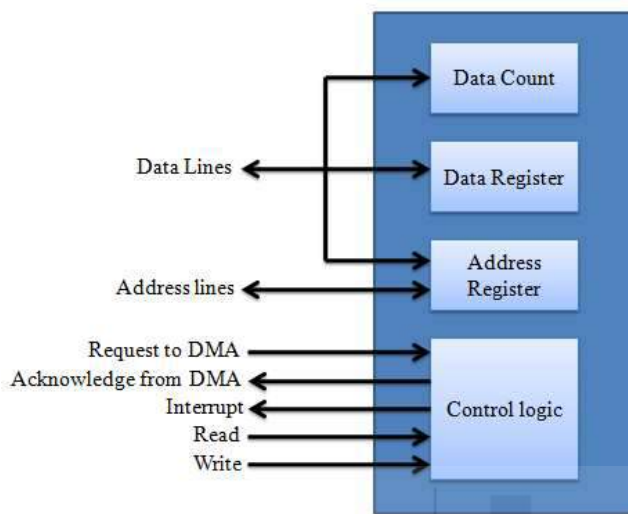 Data Count
Data Lines
Data Register
Address
Register
Address lines
Request to DMA
Acknowledge from DMA
Interrupt
Control logic
Read
Write